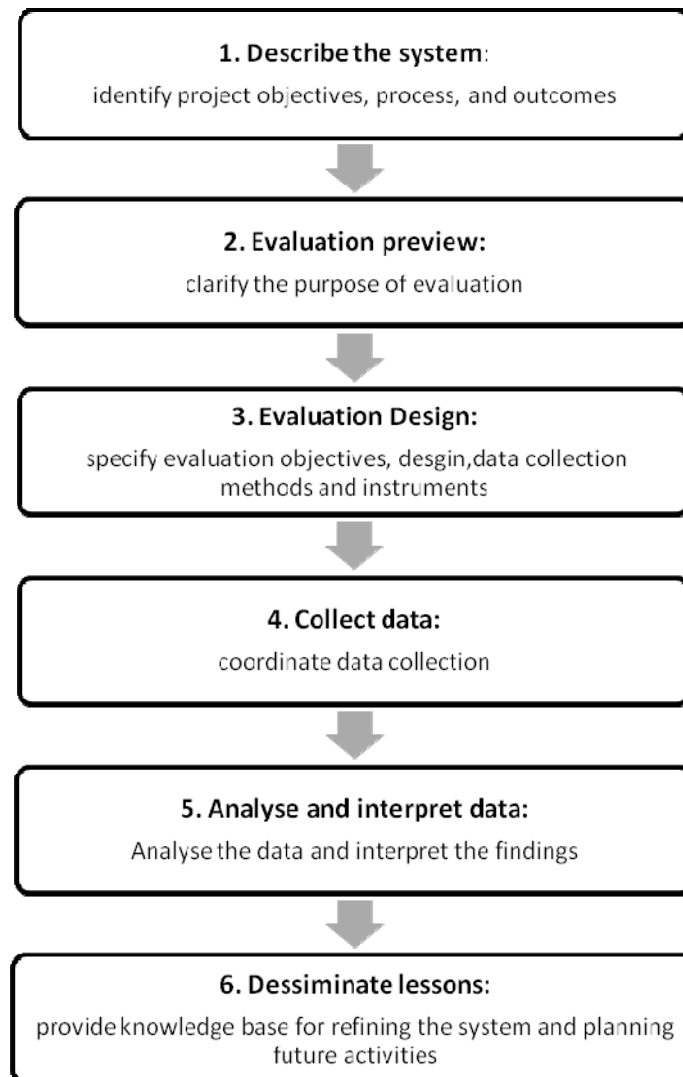 1. Describe the system:
identify project objectives, process, and outcomes
2. Evaluation preview:
clarify the purpose of evaluation
3. Evaluation Design:
specify evaluation objectives, desgin,data collection
methods and instruments
4. Collect data:
coordinate data collection
5. Analyse and interpret data:
Analyse the data and interpret the findings
6. Dessiminate lessons:
provide knowledge base for refining the system and planning
future activities